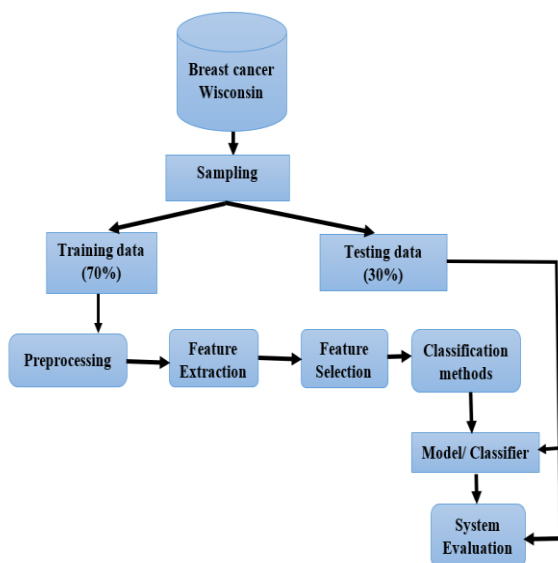 Breast cancer
Wisconsin
Sampling
Training data
(70%)
Testing data
(30%)
Preprocessing
Feature
Extraction
Feature
Selection
Classification
methods
Model/ Classifier
System
Evaluation